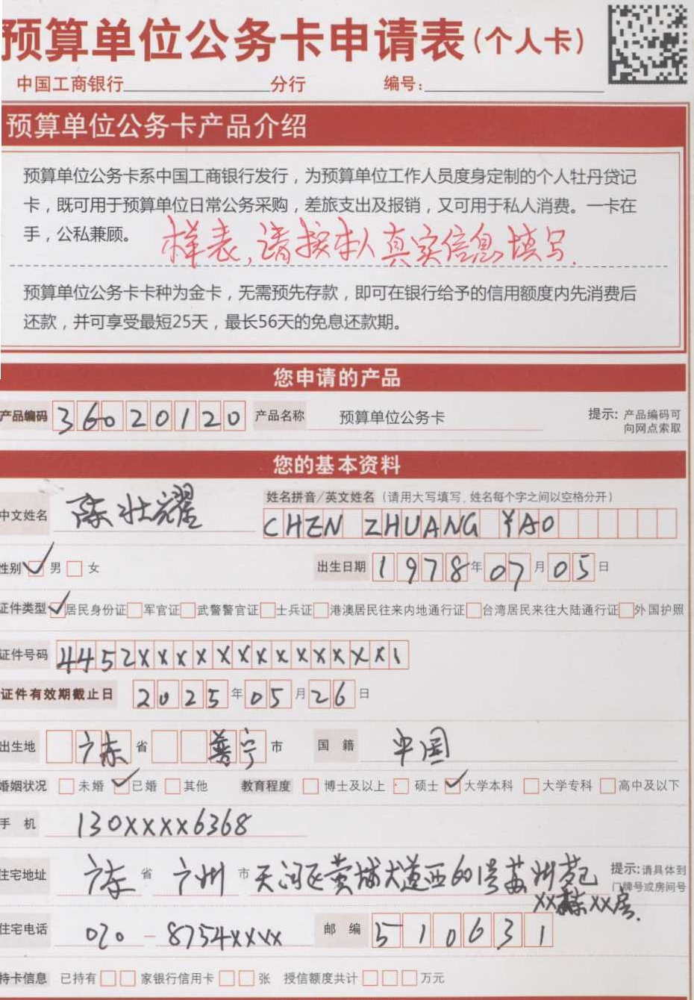 预算单位公务卡申请表(个人卡)
中国工商银行 分行 编号:
预算单位公务卡产品介绍
预算单位公务卡系中国工商银行发行，为预算单位工作人员度身定制的个人牡丹贷记
卡，既可用于预算单位日常公务采购，差旅支出及报销，又可用于私人消费。一卡在
手，公私兼顾。
样表,请按本人真实信息填写.
预算单位公务卡卡种为金卡，无需预先存款，即可在银行给予的信用额度内先消费后
还款，并可享受最短25天，最长56天的免息还款期。
您申请的产品
产品编码 36020120 产品名称 预算单位公务卡 提示: 产品编码可
向网点索取
您的基本资料
中文姓名 陈壮耀 姓名拼音/英文姓名 (请用大写填写,姓名每个字之间以空格分开)
CHEN ZHUANG YAO
性别 男 女 出生日期 1978年07月05日
证件类型 居民身份证 军官证 武警警官证 士兵证 港澳居民往来内地通行证 台湾居民来往大陆通行证 外国护照
证件号码 4452XXXXXXXXXXXXX1
证件有效期截止日 2025年05月26日
出生地 广东 省 普宁 市 国籍 中国
婚姻状况 未婚 已婚 其他 教育程度 博士及以上 硕士 大学本科 大学专科 高中及以下
手机 130XXXX6368
住宅地址 广东 省 广州 市 天河区黄埔大道西601号苏州苑 提示:请具体到
门牌号或房间号
XX栋XX房.
住宅电话 020-8754XXXX 邮编 510631
持卡信息 已持有 家银行信用卡 张 授信额度共计 万元